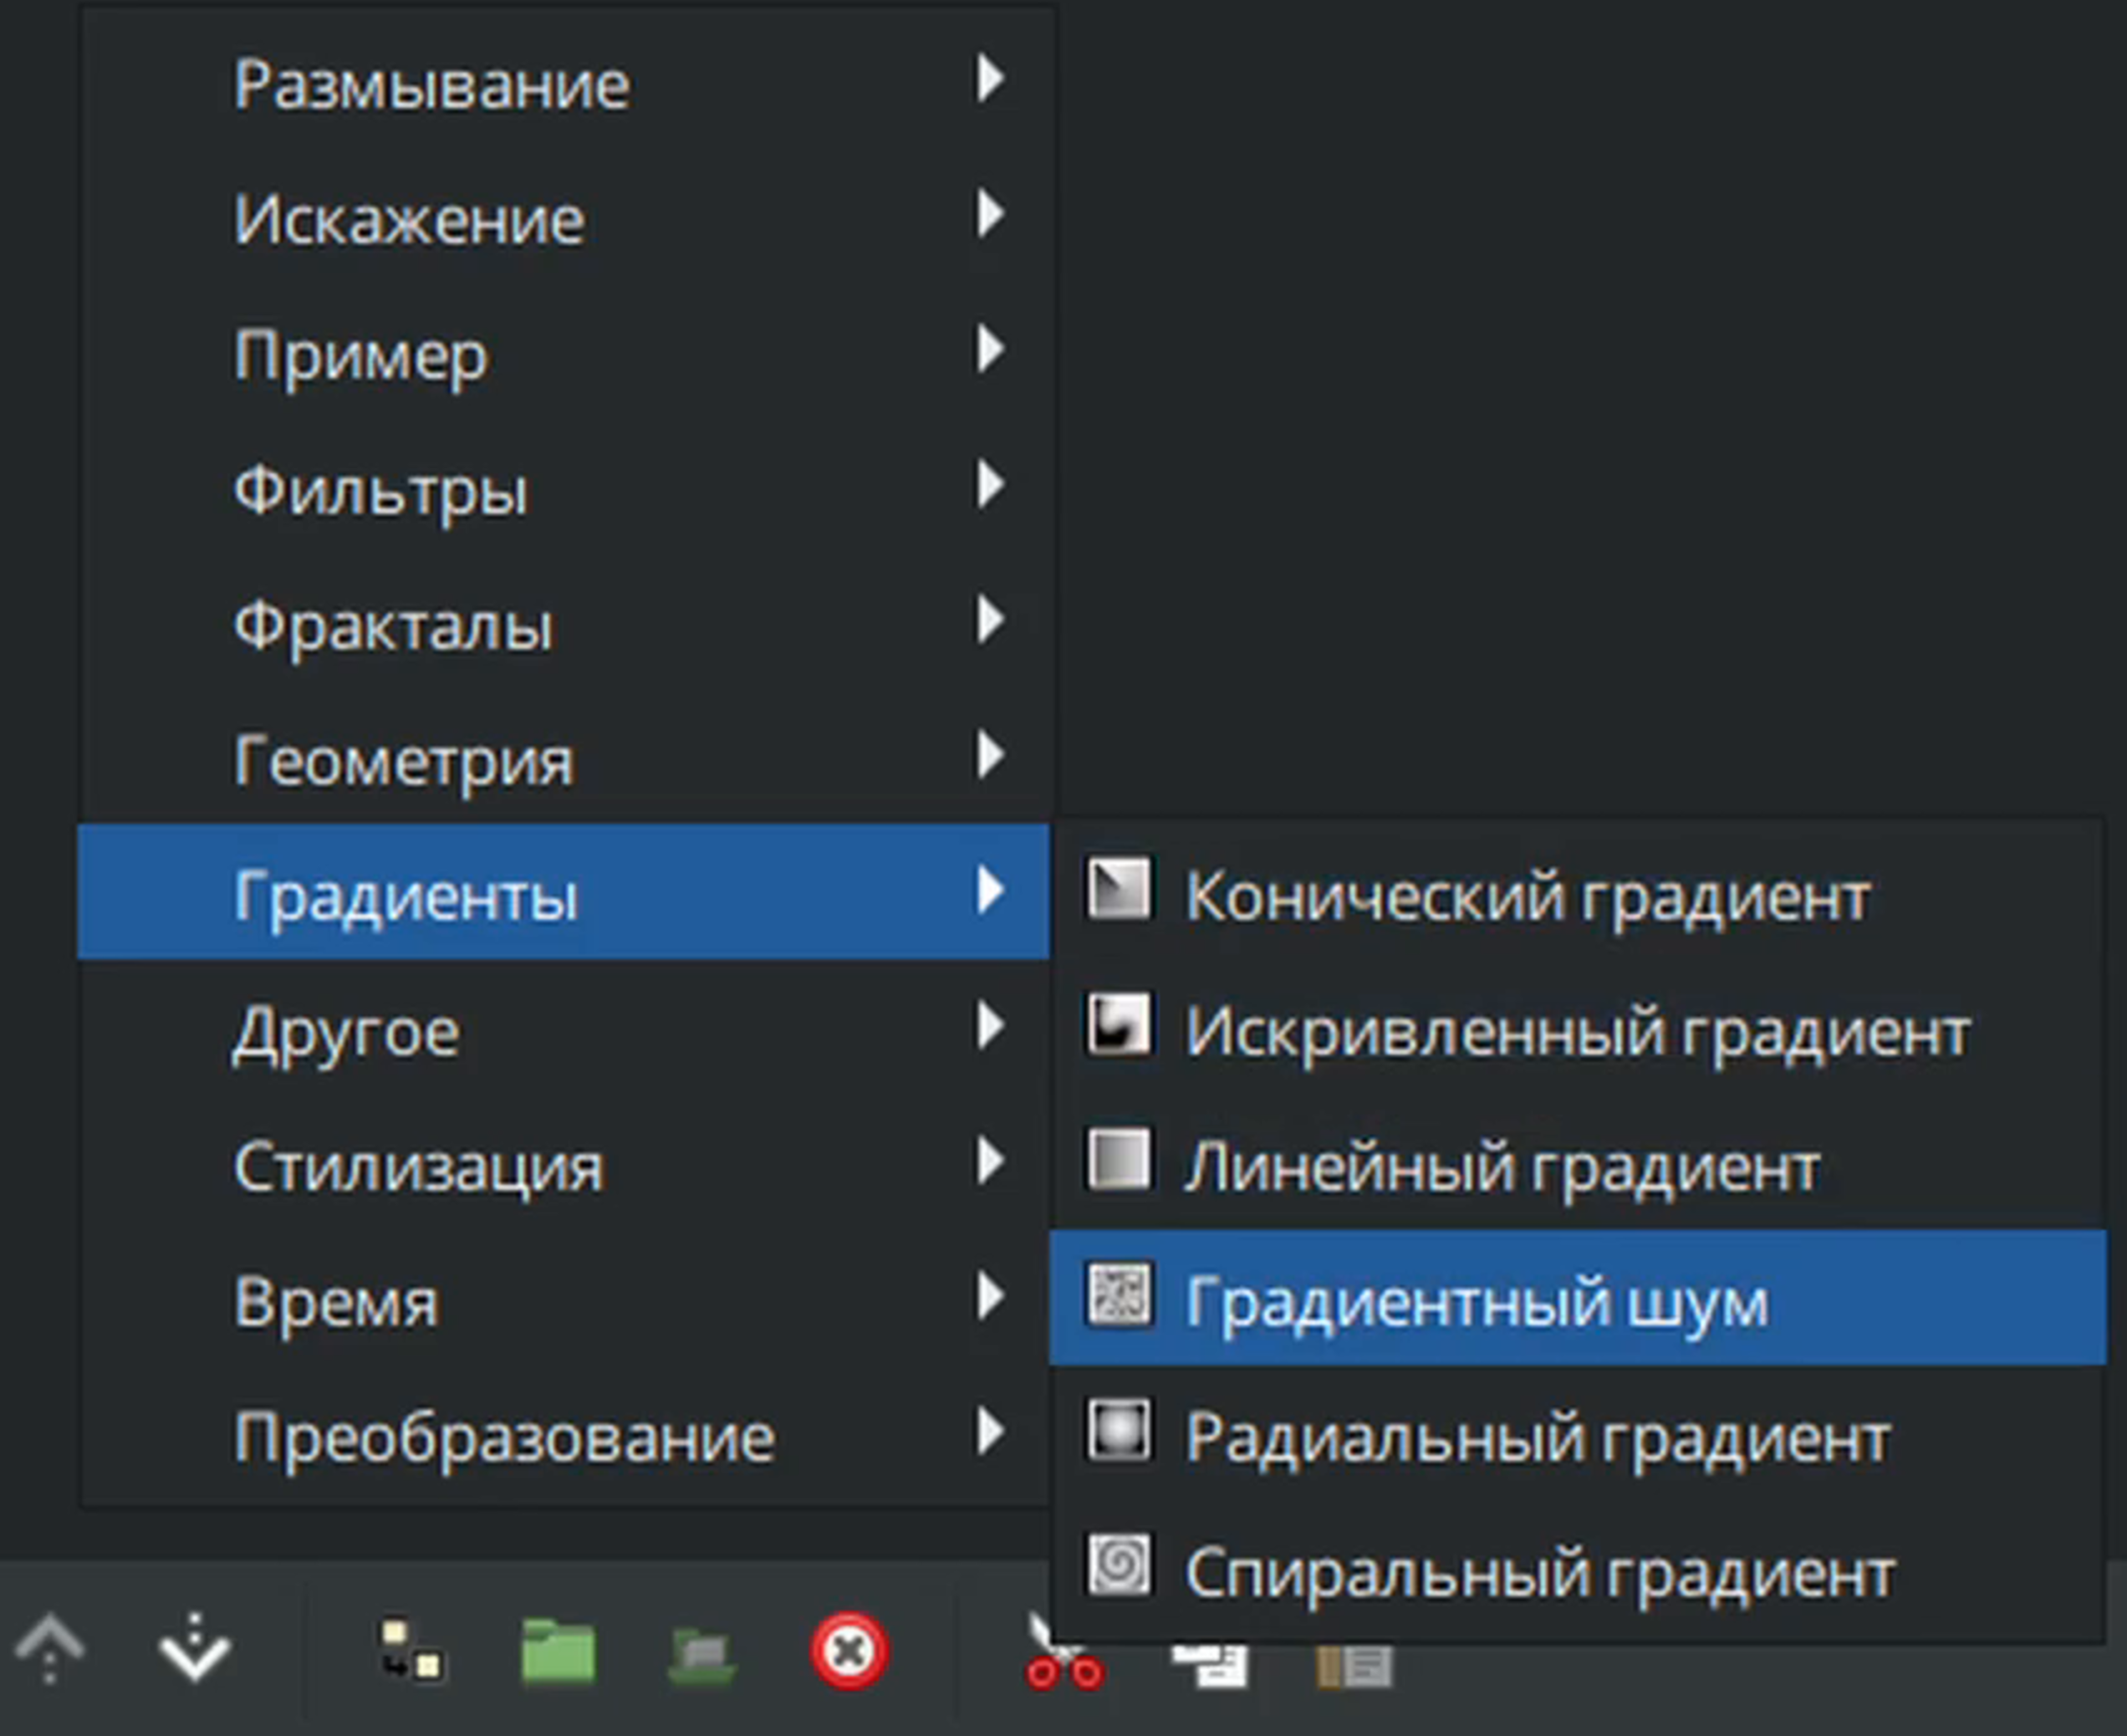 Размывание
Искажение
Пример
Фильтры
Фракталы
Геометрия
Градиенты
Другое
Стилизация
Время
Преобразование
Конический градиент
Искривленный градиент
Линейный градиент
Градиентный шум
Радиальный градиент
Спиральный градиент